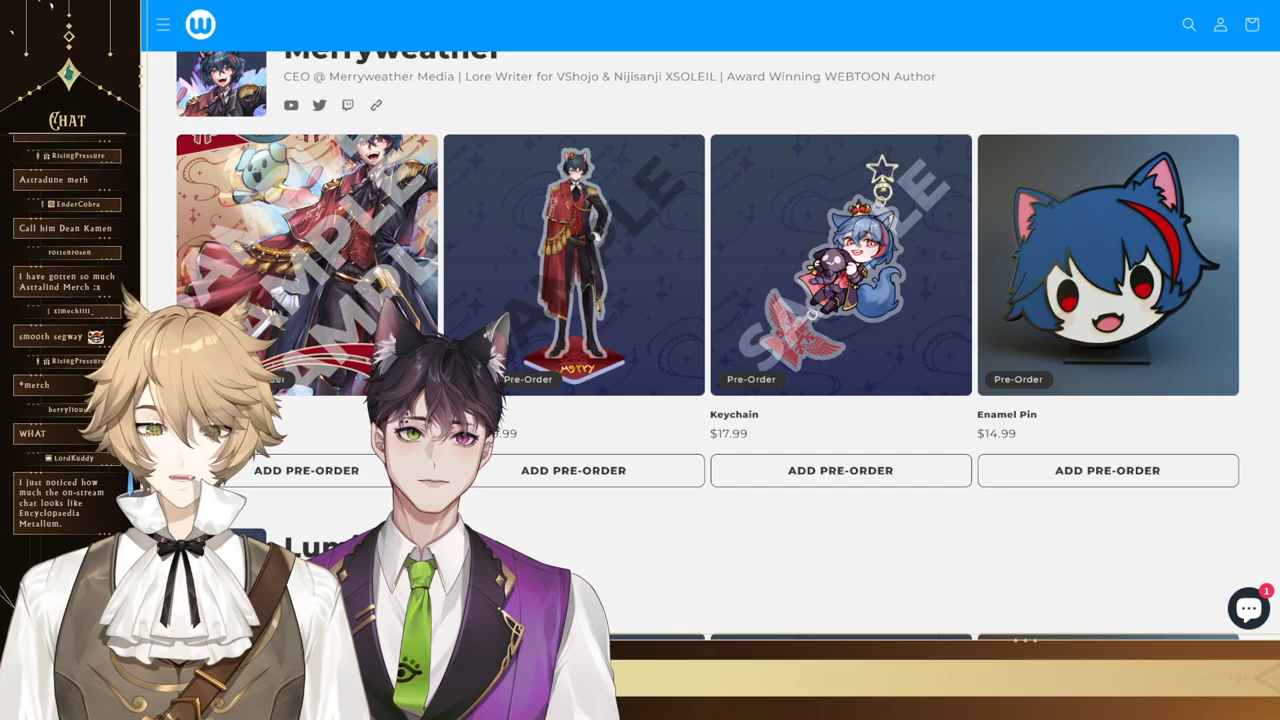 CHAT
RisingPressure
Astradune merh
EnderCobra
Call him Dean Kamen
rottenrosen
I have gotten so much
Astralind Merch :x
ximechiii_
smooth segway
RisingPressure
*merch
WHAT
LordKuddy
I just noticed how
much the on-stream
chat looks like
Encyclopaedia
Metallum.
W
Merryweather
CEO @ Merryweather Media | Lore Writer for VShojo & Nijisanji XSOLEIL | Award Winning WEBTOON Author
SAMPLE
SAMPLE
MERRY
Pre-Order
Pre-Order
Pre-Order
Keychain
Enamel Pin
$17.99
$14.99
ADD PRE-ORDER
ADD PRE-ORDER
ADD PRE-ORDER
ADD PRE-ORDER
1